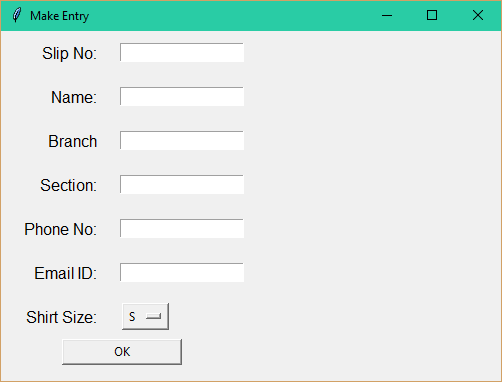 Make Entry
Slip No:
Name:
Branch
Section:
Phone No:
Email ID:
Shirt Size: S
OK